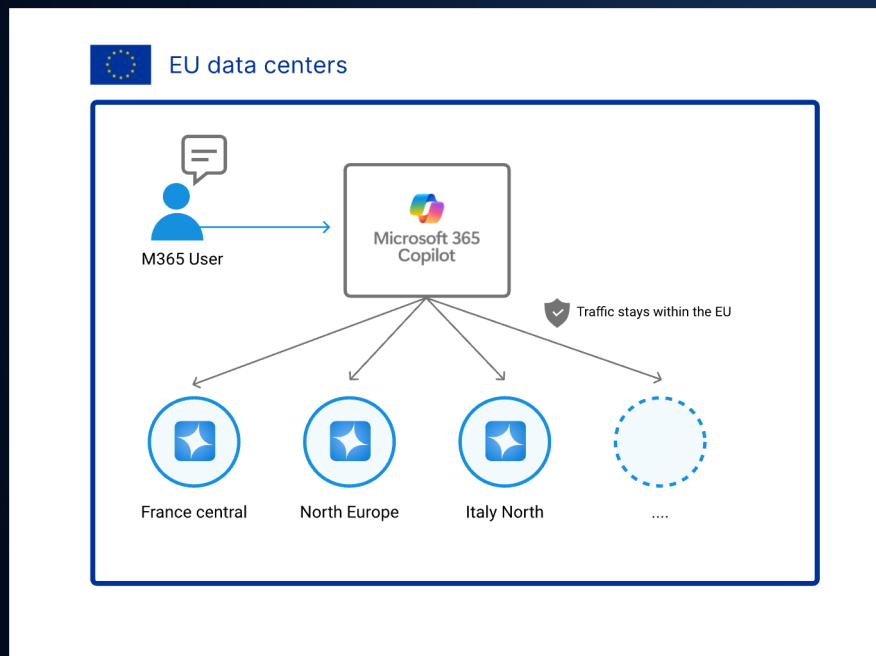 EU data centers
M365 User
Microsoft 365
Copilot
Traffic stays within the EU
France central
North Europe
Italy North
....